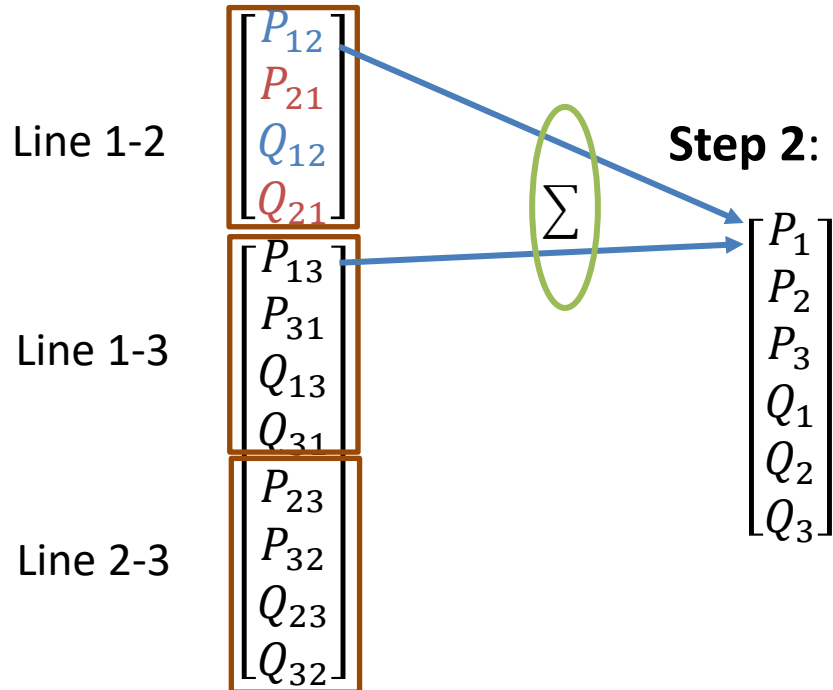 Line 1-2
P₁₂
P₂₁
Q₁₂
Q₂₁
Line 1-3
P₁₃
P₃₁
Q₁₃
Q₃₁
Line 2-3
P₂₃
P₃₂
Q₂₃
Q₃₂
∑
Step 2:
P₁
P₂
P₃
Q₁
Q₂
Q₃